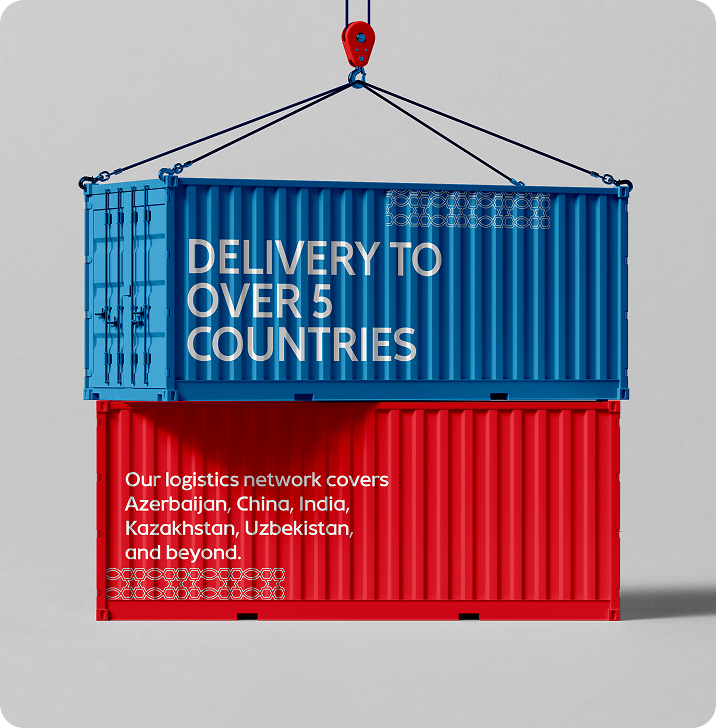 DELIVERY TO
OVER 5
COUNTRIES
Our logistics network covers
Azerbaijan, China, India,
Kazakhstan, Uzbekistan,
and beyond.